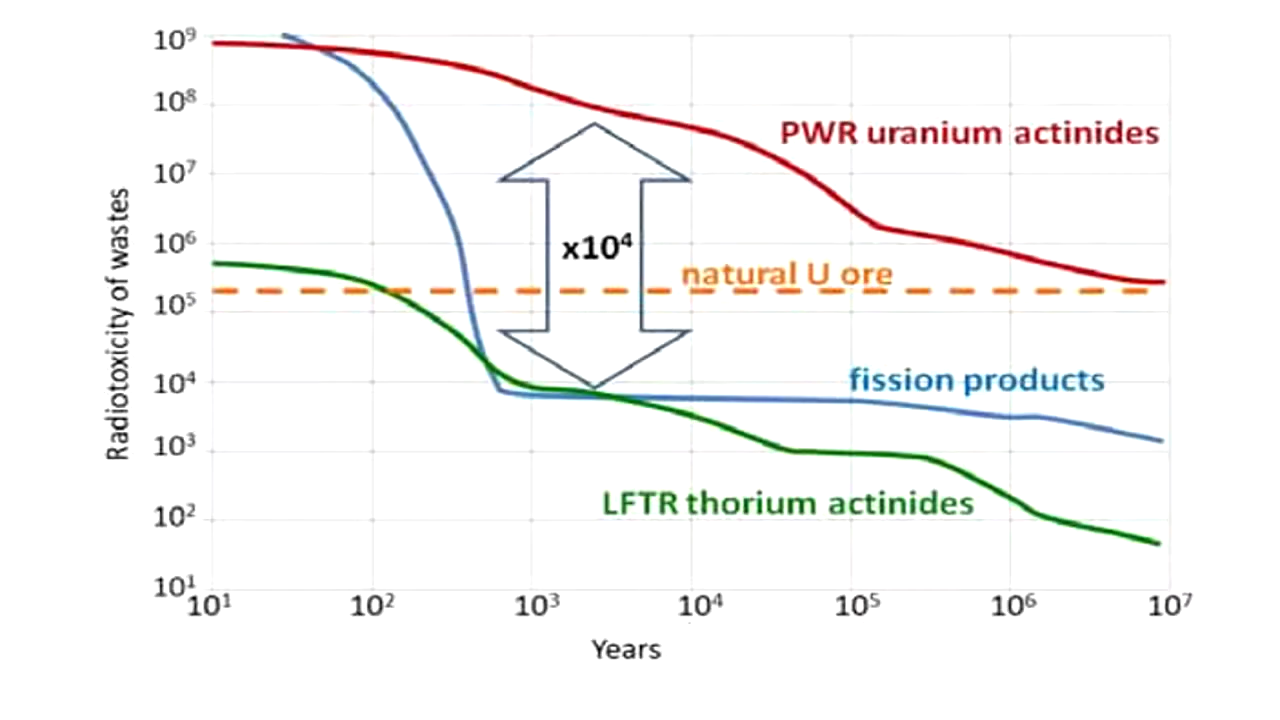 10⁹
10⁸
10⁷
10⁶
10⁵
10⁴
10³
10²
10¹
Radiotoxicity of wastes
PWR uranium actinides
x10⁴
natural U ore
fission products
LFTR thorium actinides
10¹ 10² 10³ 10⁴ 10⁵ 10⁶ 10⁷
Years